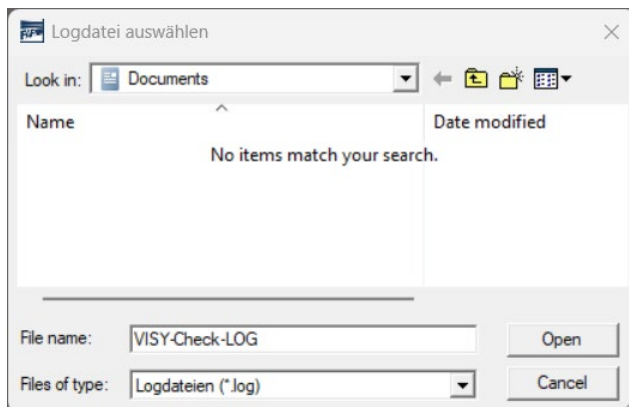 Logdatei auswählen
Look in: Documents
Name Date modified
No items match your search.
File name: VISY-Check-LOG Open
Files of type: Logdateien (*.log) Cancel